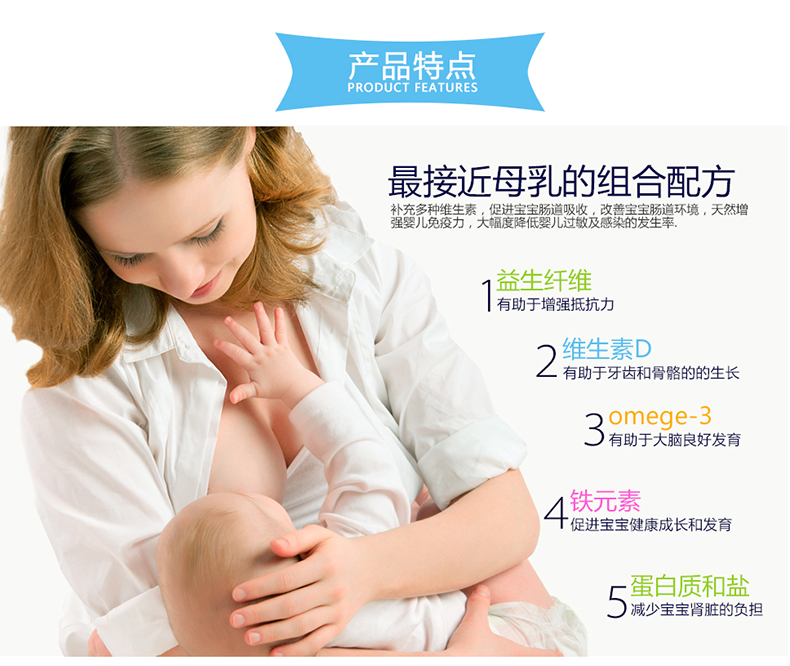 产品特点
PRODUCT FEATURES
最接近母乳的组合配方
补充多种维生素，促进宝宝肠道吸收，改善宝宝肠道环境，天然增
强婴儿免疫力，大幅度降低婴儿过敏及感染的发生率.
1 益生纤维
有助于增强抵抗力
2 维生素D
有助于牙齿和骨骼的的生长
3 omege-3
有助于大脑良好发育
4 铁元素
促进宝宝健康成长和发育
5 蛋白质和盐
减少宝宝肾脏的负担